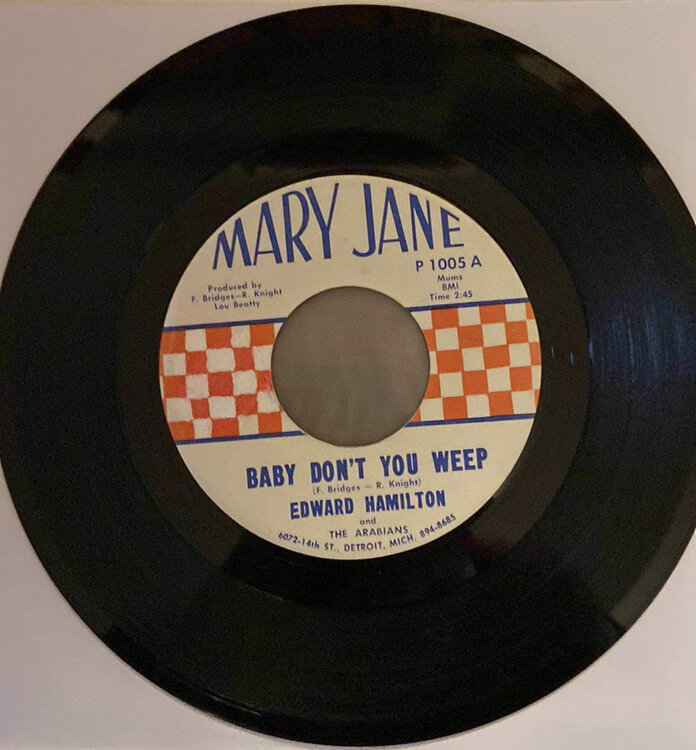 MARY JANE
P 1005 A
Mums
BMI
Time 2:45
Produced by
F. Bridges—R. Knight
Lou Beatty
BABY DON'T YOU WEEP
(F. Bridges — R. Knight)
EDWARD HAMILTON
and
THE ARABIANS
6072-14th ST., DETROIT, MICH. 894-8685